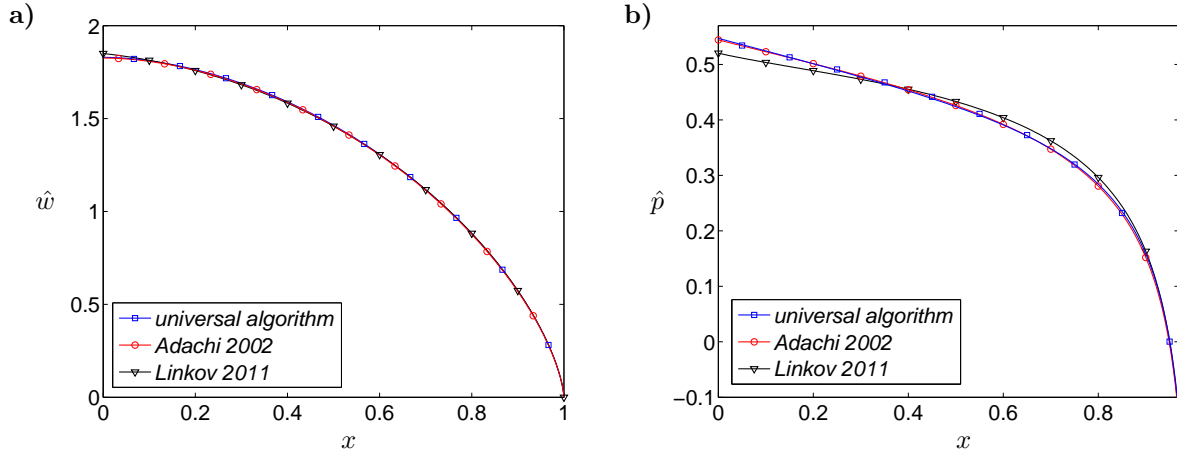 a)
2
1.5
ŵ
1
0.5
0
universal algorithm
Adachi 2002
Linkov 2011
0 0.2 0.4 0.6 0.8 1
x
b)
0.5
0.4
0.3
p̂
0.2
0.1
0
−0.1
universal algorithm
Adachi 2002
Linkov 2011
0 0.2 0.4 0.6 0.8
x